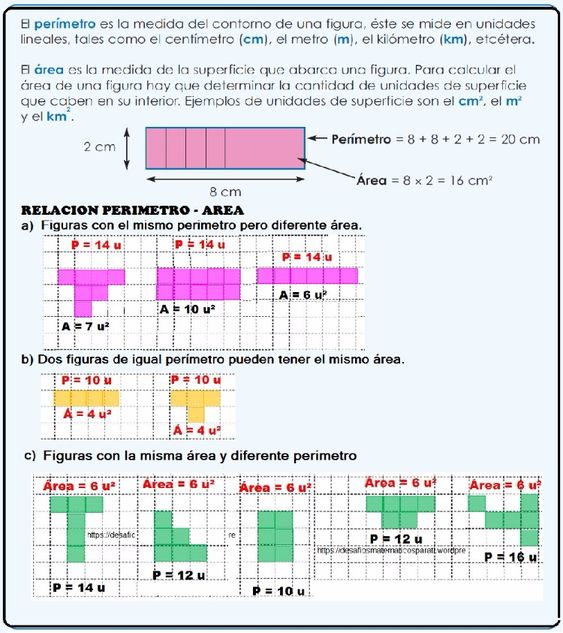 El perímetro es la medida del contorno de una figura, éste se mide en unidades
lineales, tales como el centímetro (cm), el metro (m), el kilómetro (km), etcétera.
El área es la medida de la superficie que abarca una figura. Para calcular el
área de una figura hay que determinar la cantidad de unidades de superficie
que caben en su interior. Ejemplos de unidades de superficie son el cm², el m²
y el km².
2 cm
Perímetro = 8 + 8 + 2 + 2 = 20 cm
Área = 8 × 2 = 16 cm²
8 cm
RELACION PERIMETRO - AREA
a) Figuras con el mismo perimetro pero diferente área.
P = 14 u
P = 14 u
P = 14 u
A = 7 u²
A = 10 u²
A = 6 u²
b) Dos figuras de igual perímetro pueden tener el mismo área.
P = 10 u
P = 10 u
Á = 4 u²
Á = 4 u²
c) Figuras con la misma área y diferente perimetro
Área = 6 u²
Área = 6 u²
Área = 6 u²
Área = 6 u²
Área = 6 u²
https://desafic
re
https://desafiosmatematicosparati.wordpre
P = 14 u
P = 12 u
P = 10 u
P = 12 u
P = 16 u